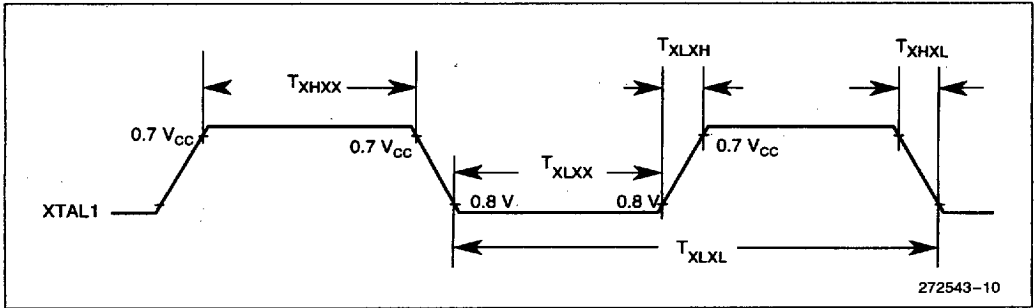 T_XLXH
T_XHXL
T_XHXX
0.7 V_CC
0.7 V_CC
0.7 V_CC
T_XLXX
XTAL1
0.8 V
0.8 V
T_XLXL
272543-10